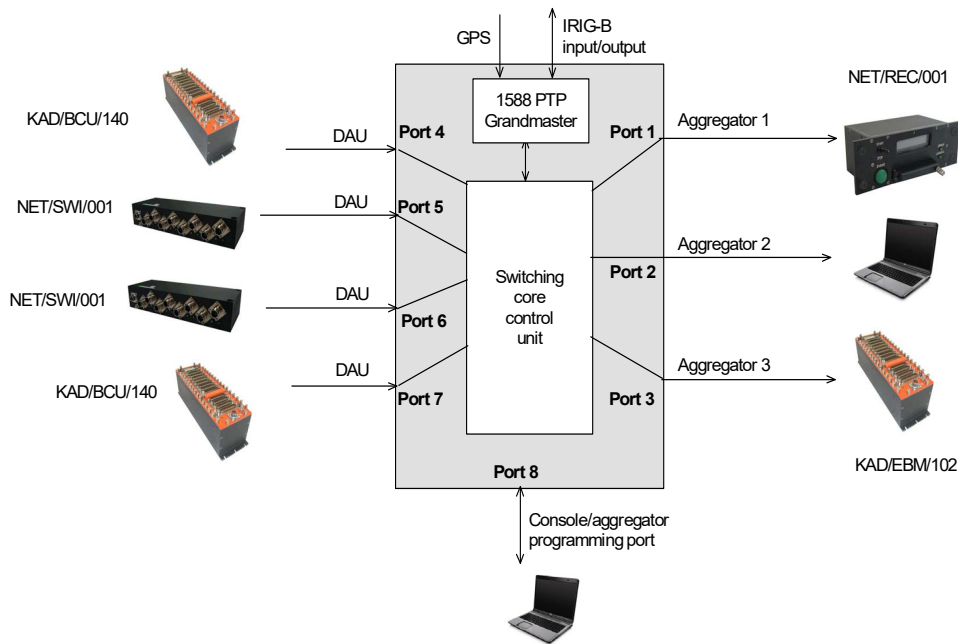 GPS
IRIG-B
input/output
NET/REC/001
KAD/BCU/140
1588 PTP
Grandmaster
DAU
Port 4
Port 1
Aggregator 1
NET/SWI/001
DAU
Port 5
Aggregator 2
Port 2
Switching
core
control
unit
NET/SWI/001
DAU
Port 6
KAD/BCU/140
DAU
Port 7
Aggregator 3
Port 3
KAD/EBM/102
Port 8
Console/aggregator
programming port